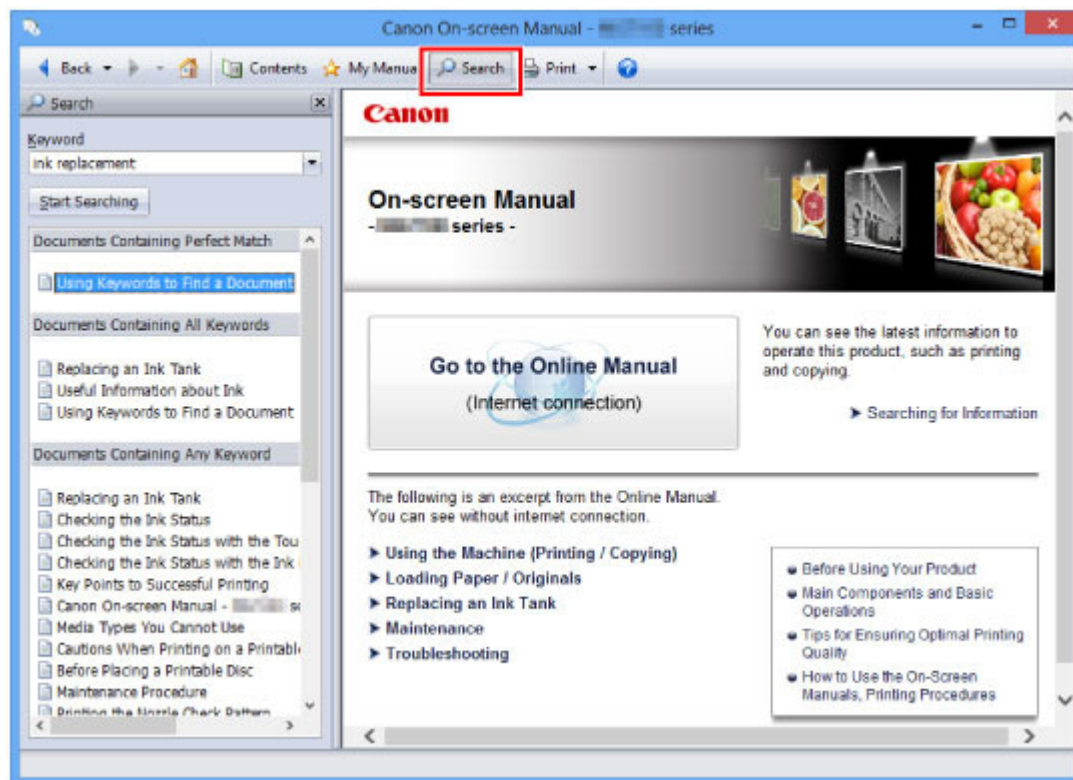 Canon On-screen Manual - series
Back Contents My Manua Search Print
Search
Keyword
ink replacement
Start Searching
Documents Containing Perfect Match
Using Keywords to Find a Document
Documents Containing All Keywords
Replacing an Ink Tank
Useful Information about Ink
Using Keywords to Find a Document
Documents Containing Any Keyword
Replacing an Ink Tank
Checking the Ink Status
Checking the Ink Status with the Tou
Checking the Ink Status with the Ink
Key Points to Successful Printing
Canon On-screen Manual - se
Media Types You Cannot Use
Cautions When Printing on a Printabl
Before Placing a Printable Disc
Maintenance Procedure
Printing the Nozzle Check Pattern
Canon
On-screen Manual
- series -
Go to the Online Manual
(Internet connection)
You can see the latest information to
operate this product, such as printing
and copying.
Searching for Information
The following is an excerpt from the Online Manual.
You can see without internet connection.
Using the Machine (Printing / Copying)
Loading Paper / Originals
Replacing an Ink Tank
Maintenance
Troubleshooting
Before Using Your Product
Main Components and Basic
Operations
Tips for Ensuring Optimal Printing
Quality
How to Use the On-Screen
Manuals, Printing Procedures